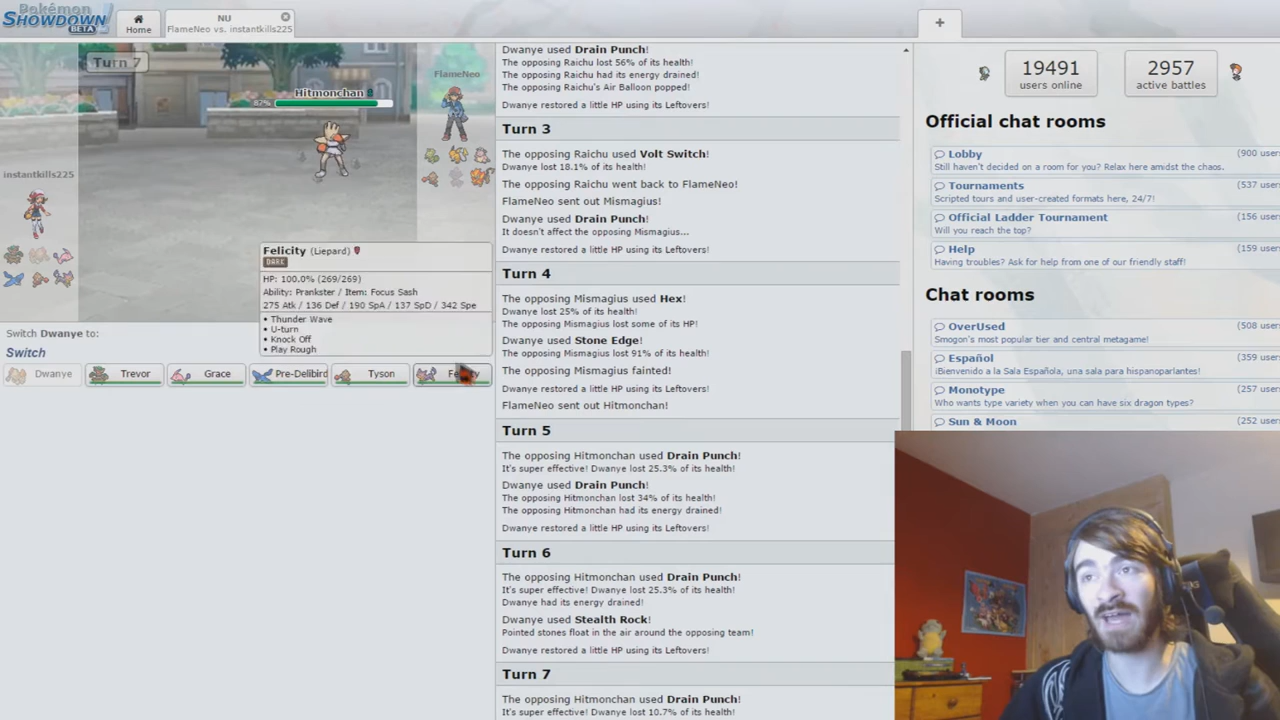 Pokémon
SHOWDOWN!
BETA
Home
NU
FlameNeo vs. instantkills225
+
Turn 7
Hitmonchan
87%
FlameNeo
instantkills225
Felicity (Liepard)
DARK
HP: 100.0% (269/269)
Ability: Prankster / Item: Focus Sash
275 Atk / 136 Def / 190 SpA / 137 SpD / 342 Spe
• Thunder Wave
• U-turn
• Knock Off
• Play Rough
Switch Dwanye to:
Switch
Dwanye
Trevor
Grace
Pre-Delibird
Tyson
Dwanye used Drain Punch!
The opposing Raichu lost 56% of its health!
The opposing Raichu had its energy drained!
The opposing Raichu's Air Balloon popped!
Dwanye restored a little HP using its Leftovers!
Turn 3
The opposing Raichu used Volt Switch!
Dwanye lost 18.1% of its health!
The opposing Raichu went back to FlameNeo!
FlameNeo sent out Mismagius!
Dwanye used Drain Punch!
It doesn't affect the opposing Mismagius...
Dwanye restored a little HP using its Leftovers!
Turn 4
The opposing Mismagius used Hex!
Dwanye lost 25% of its health!
The opposing Mismagius lost some of its HP!
Dwanye used Stone Edge!
The opposing Mismagius lost 91% of its health!
The opposing Mismagius fainted!
Dwanye restored a little HP using its Leftovers!
FlameNeo sent out Hitmonchan!
Turn 5
The opposing Hitmonchan used Drain Punch!
It's super effective! Dwanye lost 25.3% of its health!
Dwanye used Drain Punch!
The opposing Hitmonchan lost 34% of its health!
The opposing Hitmonchan had its energy drained!
Dwanye restored a little HP using its Leftovers!
Turn 6
The opposing Hitmonchan used Drain Punch!
It's super effective! Dwanye lost 25.3% of its health!
Dwanye had its energy drained!
Dwanye used Stealth Rock!
Pointed stones float in the air around the opposing team!
Dwanye restored a little HP using its Leftovers!
Turn 7
The opposing Hitmonchan used Drain Punch!
It's super effective! Dwanye lost 10.7% of its health!
19491
users online
2957
active battles
Official chat rooms
Lobby
(900 users
Still haven't decided on a room for you? Relax here amidst the chaos.
Tournaments
(537 users
Scripted tours and user-created formats here, 24/7!
Official Ladder Tournament
(156 users
Will you reach the top?
Help
(159 users
Having troubles? Ask for help from one of our friendly staff!
Chat rooms
OverUsed
(508 users
Smogon's most popular tier and central metagame!
Español
(359 users
¡Bienvenido a la Sala Española, una sala para hispanoparlantes!
Monotype
(257 users
Who wants type variety when you can have six dragon types?
Sun & Moon
(252 users